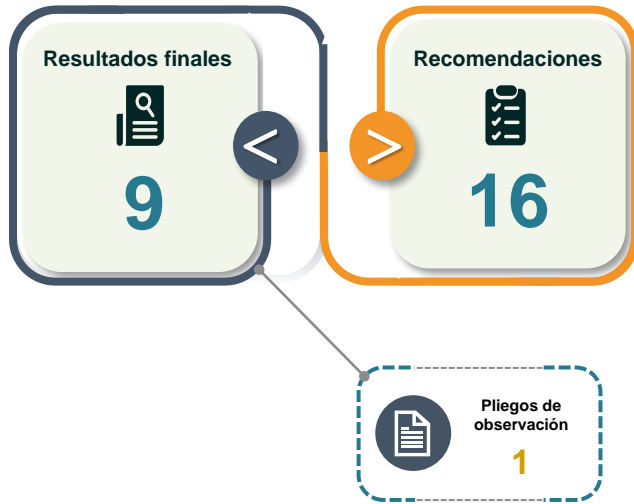 Resultados finales
9
<
>
Recomendaciones
16
Pliegos de
observación
1